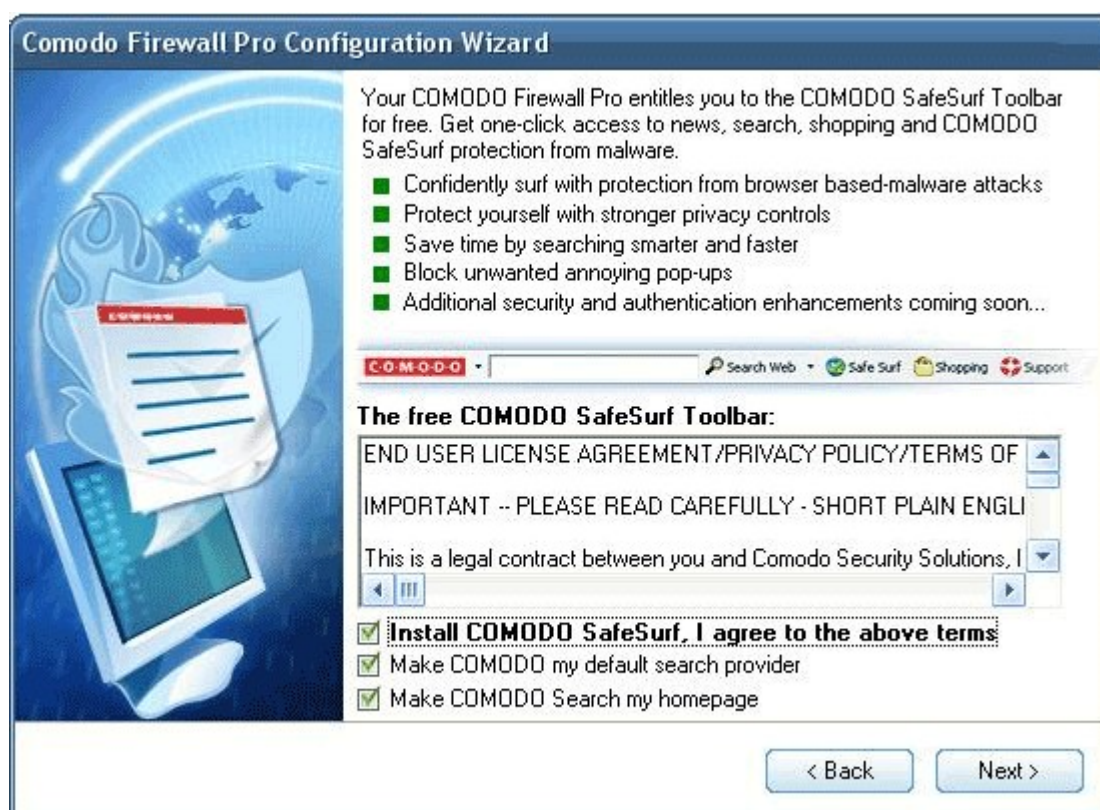 Comodo Firewall Pro Configuration Wizard
Your COMODO Firewall Pro entitles you to the COMODO SafeSurf Toolbar
for free. Get one-click access to news, search, shopping and COMODO
SafeSurf protection from malware.
Confidently surf with protection from browser based-malware attacks
Protect yourself with stronger privacy controls
Save time by searching smarter and faster
Block unwanted annoying pop-ups
Additional security and authentication enhancements coming soon...
COMODO
C·O·M·O·D·O Search Web Safe Surf Shopping Support
The free COMODO SafeSurf Toolbar:
END USER LICENSE AGREEMENT/PRIVACY POLICY/TERMS OF
IMPORTANT -- PLEASE READ CAREFULLY - SHORT PLAIN ENGLI
This is a legal contract between you and Comodo Security Solutions, I
Install COMODO SafeSurf, I agree to the above terms
Make COMODO my default search provider
Make COMODO Search my homepage
< Back
Next >